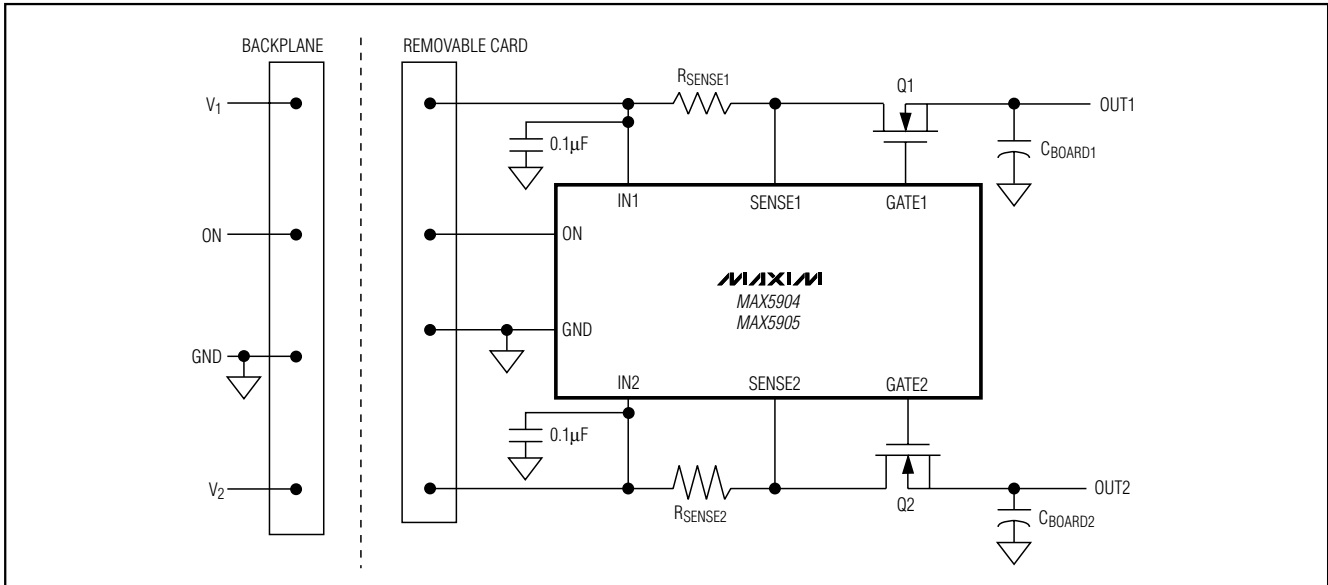 BACKPLANE
REMOVABLE CARD
V1
ON
GND
V2
RSENSE1
Q1
OUT1
0.1μF
CBOARD1
IN1
SENSE1
GATE1
ON
MAXIM
MAX5904
MAX5905
GND
IN2
SENSE2
GATE2
0.1μF
RSENSE2
Q2
OUT2
CBOARD2